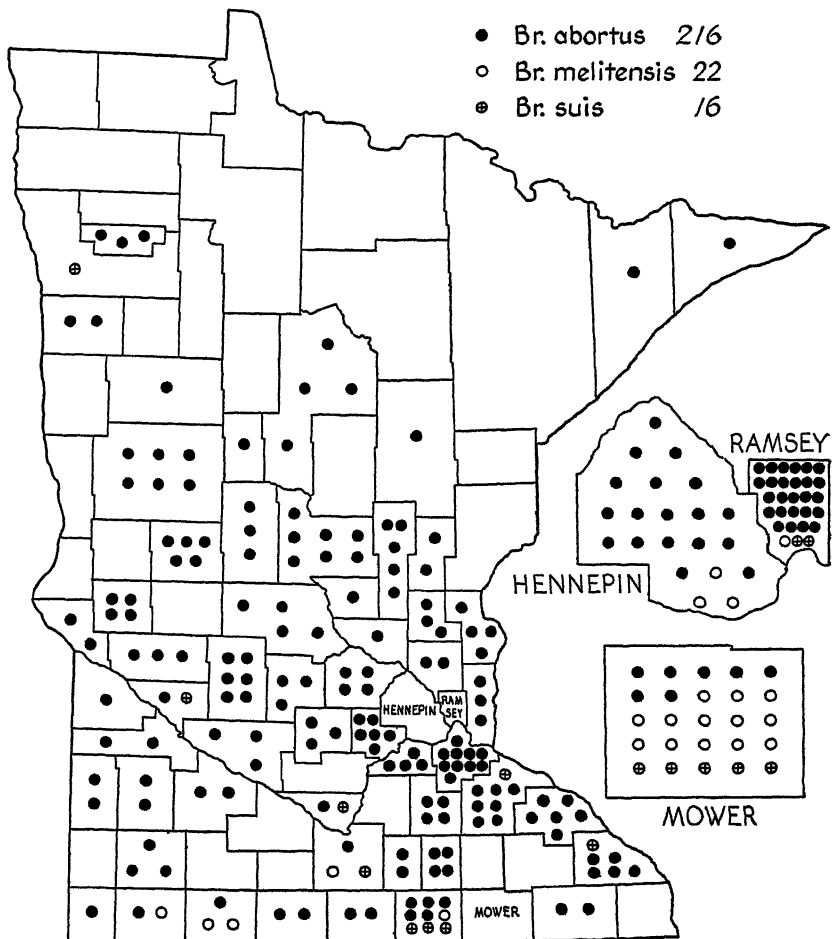 Br. abortus 216
Br. melitensis 22
Br. suis 16
RAMSEY
HENNEPIN
HENNEPIN
RAM
SEY
MOWER
MOWER